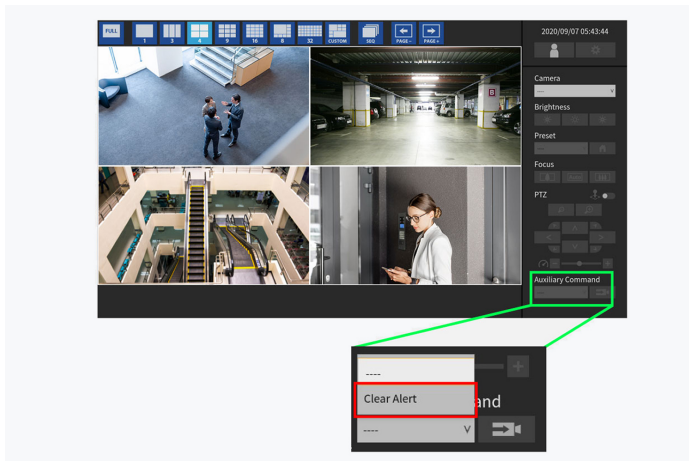 FULL
1
3
4
9
16
8
32
CUSTOM
SEQ
PAGE-
PAGE+
2020/09/07 05:43:44
Camera
----
Brightness
Preset
---
Focus
B
PTZ
Auxiliary Command
----
----
Clear Alert
and
----